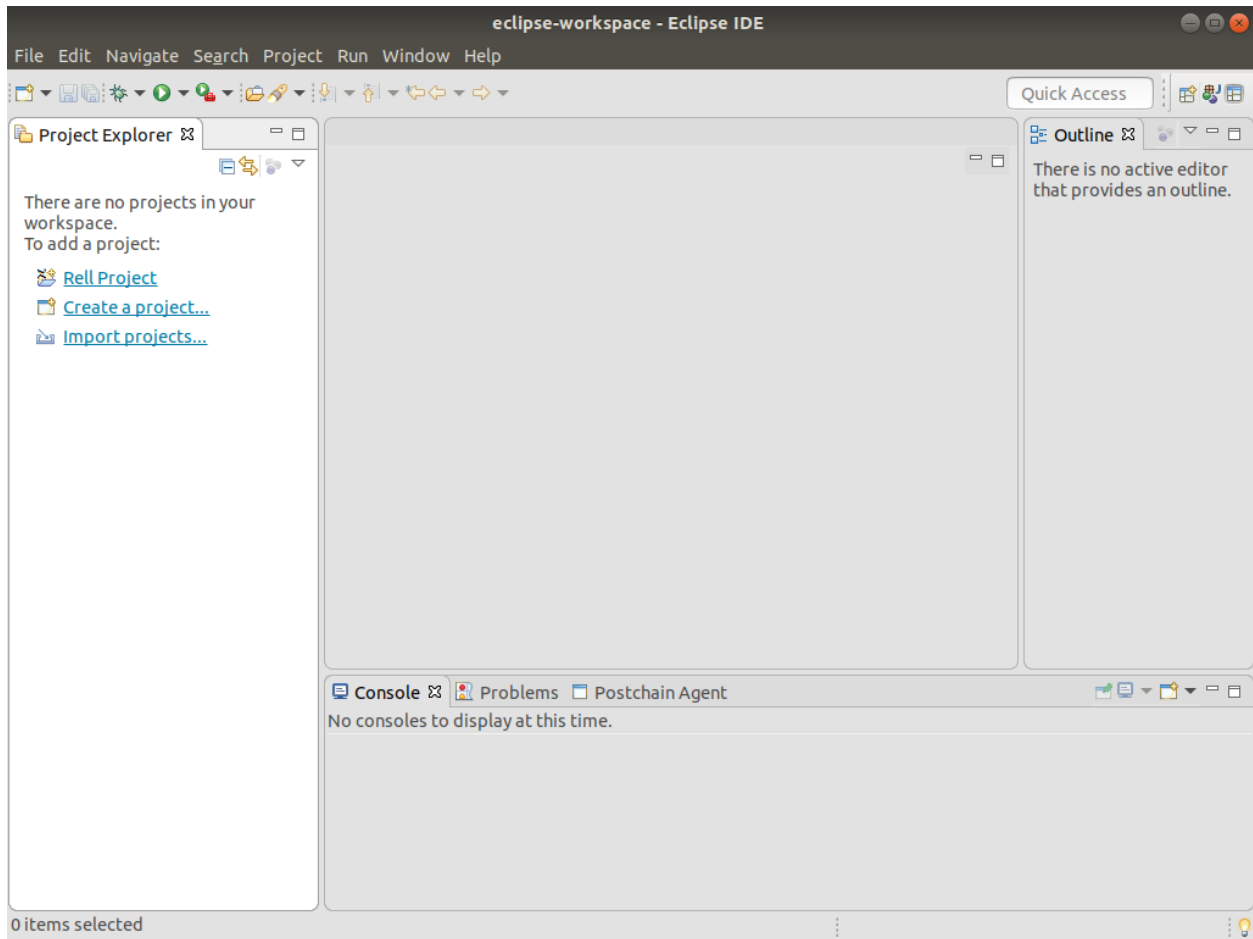 eclipse-workspace - Eclipse IDE
File Edit Navigate Search Project Run Window Help
Quick Access
Project Explorer
There are no projects in your
workspace.
To add a project:
Rell Project
Create a project...
Import projects...
Outline
There is no active editor
that provides an outline.
Console Problems Postchain Agent
No consoles to display at this time.
0 items selected